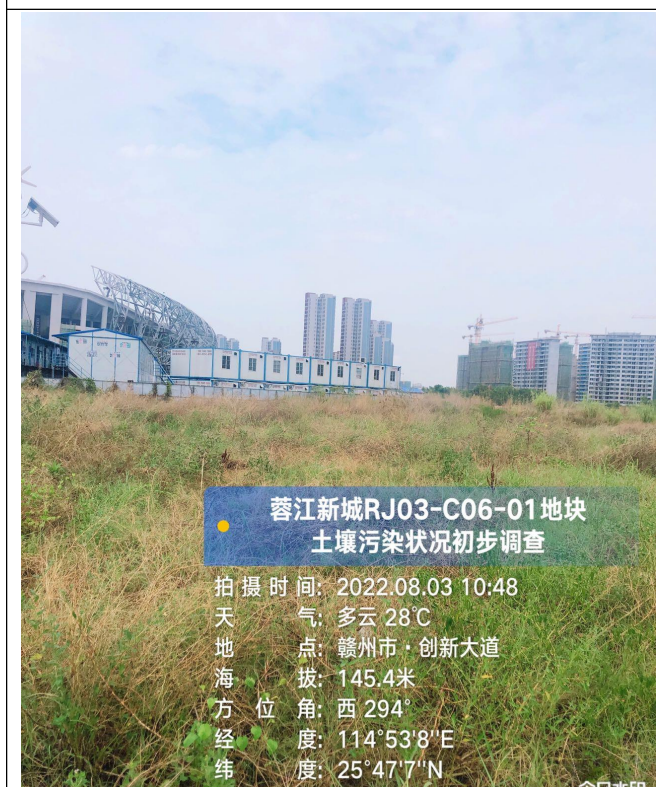 蓉江新城RJ03-C06-01地块
土壤污染状况初步调查
拍摄时间: 2022.08.03 10:48
天气: 多云 28℃
地点: 赣州市·创新大道
海拔: 145.4米
方位角: 西 294°
经度: 114°53'8''E
纬度: 25°47'7''N